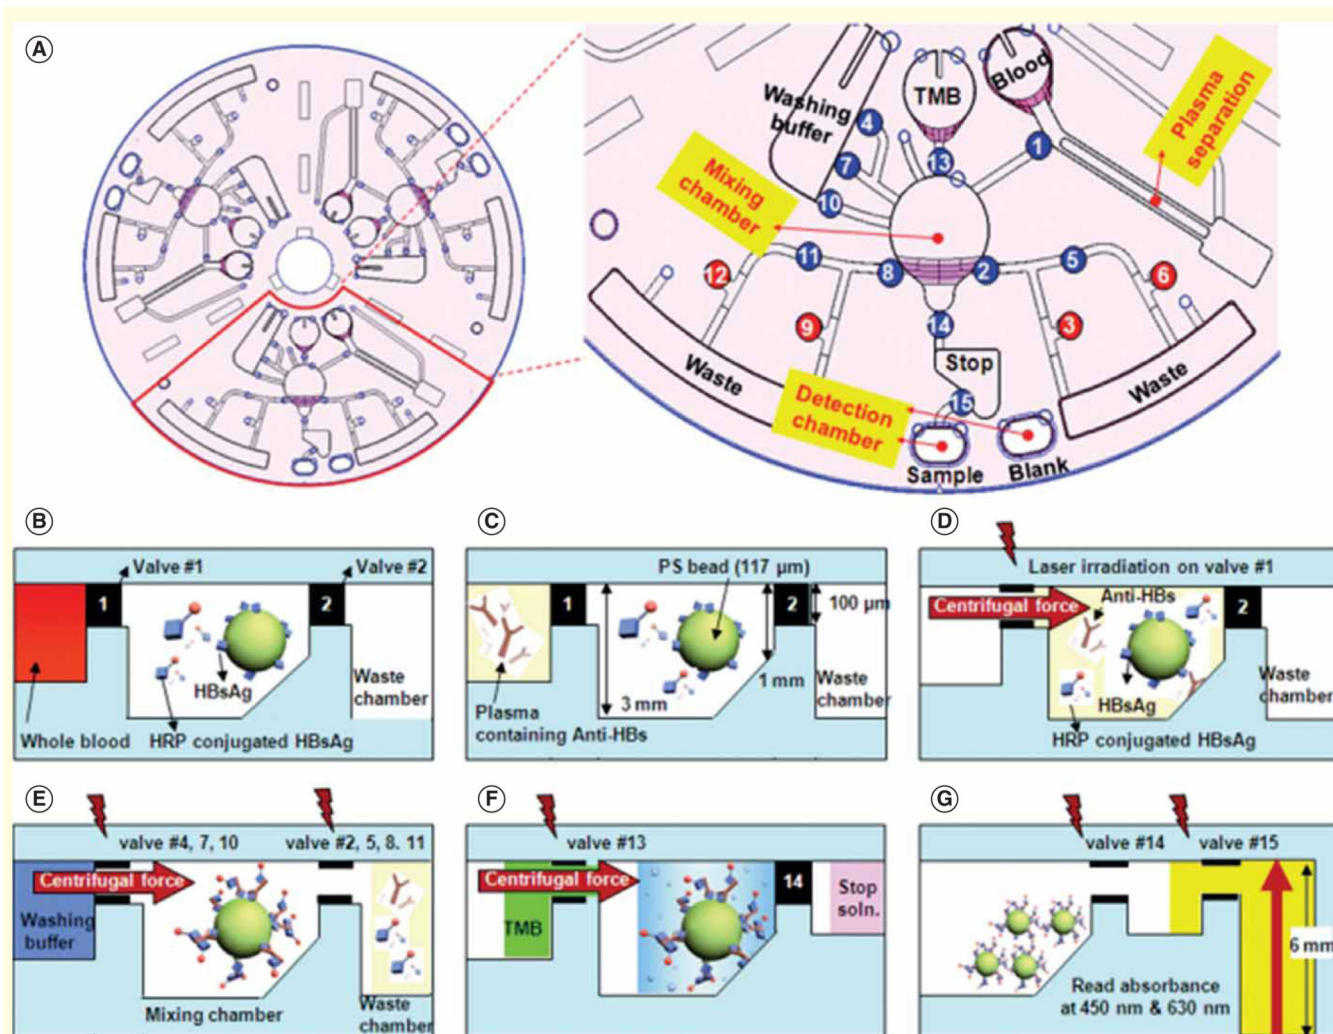 A
Washing
buffer
TMB
Blood
Plasma
separation
Mixing
chamber
4
7
10
13
1
11
8
2
5
12
9
6
3
14
15
Stop
Waste
Waste
Detection
chamber
Sample
Blank
B
Valve #1
Valve #2
1
2
HBsAg
Waste
chamber
Whole blood
HRP conjugated HBsAg
C
PS bead (117 µm)
1
2
100 µm
3 mm
1 mm
Waste
chamber
Plasma
containing Anti-HBs
D
Laser irradiation on valve #1
Centrifugal force
Anti-HBs
2
HBsAg
Waste
chamber
HRP conjugated HBsAg
E
valve #4, 7, 10
valve #2, 5, 8. 11
Centrifugal force
Washing
buffer
Mixing chamber
Waste
chamber
F
valve #13
Centrifugal force
TMB
14
Stop
soln.
G
valve #14
valve #15
6 mm
Read absorbance
at 450 nm & 630 nm